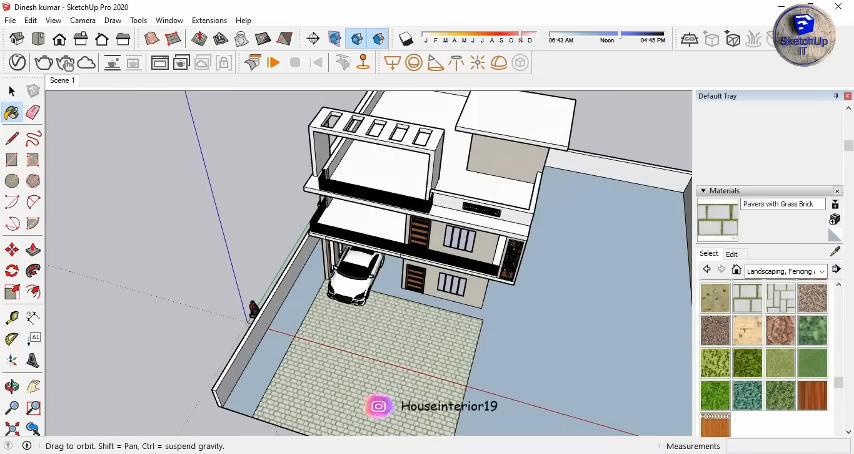 Dinesh kumar - SketchUp Pro 2020
File Edit View Camera Draw Tools Window Extensions Help
J F M A M J J A S O N D
06:43 AM Noon 04:45 PM
SketchUp
IT
Scene 1
Default Tray
Materials
Pavers with Grass Brick
Select Edit
Landscaping, Fencing
A1
Houseinterior19
Drag to orbit. Shift = Pan, Ctrl = suspend gravity.
Measurements